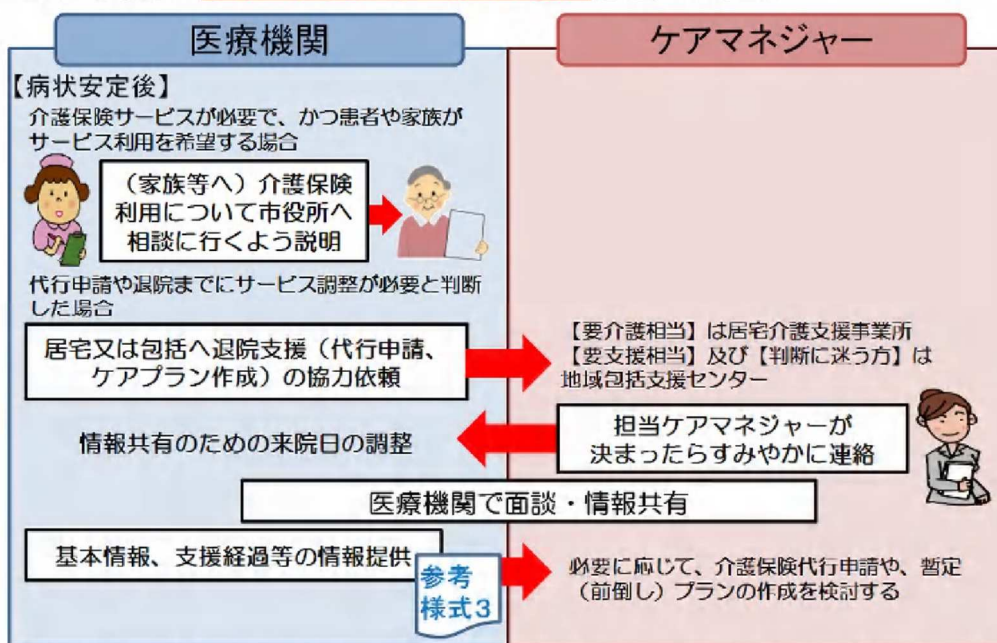 医療機関
ケアマネジャー
【病状安定後】
介護保険サービスが必要で、かつ患者や家族が
サービス利用を希望する場合
（家族等へ）介護保険
利用について市役所へ
相談に行くよう説明
代行申請や退院までにサービス調整が必要と判断
した場合
居宅又は包括へ退院支援（代行申請、
ケアプラン作成）の協力依頼
【要介護相当】は居宅介護支援事業所
【要支援相当】及び【判断に迷う方】は
地域包括支援センター
情報共有のための来院日の調整
担当ケアマネジャーが
決まったらすみやかに連絡
医療機関で面談・情報共有
基本情報、支援経過等の情報提供
参考
様式3
必要に応じて、介護保険代行申請や、暫定
（前倒し）プランの作成を検討する